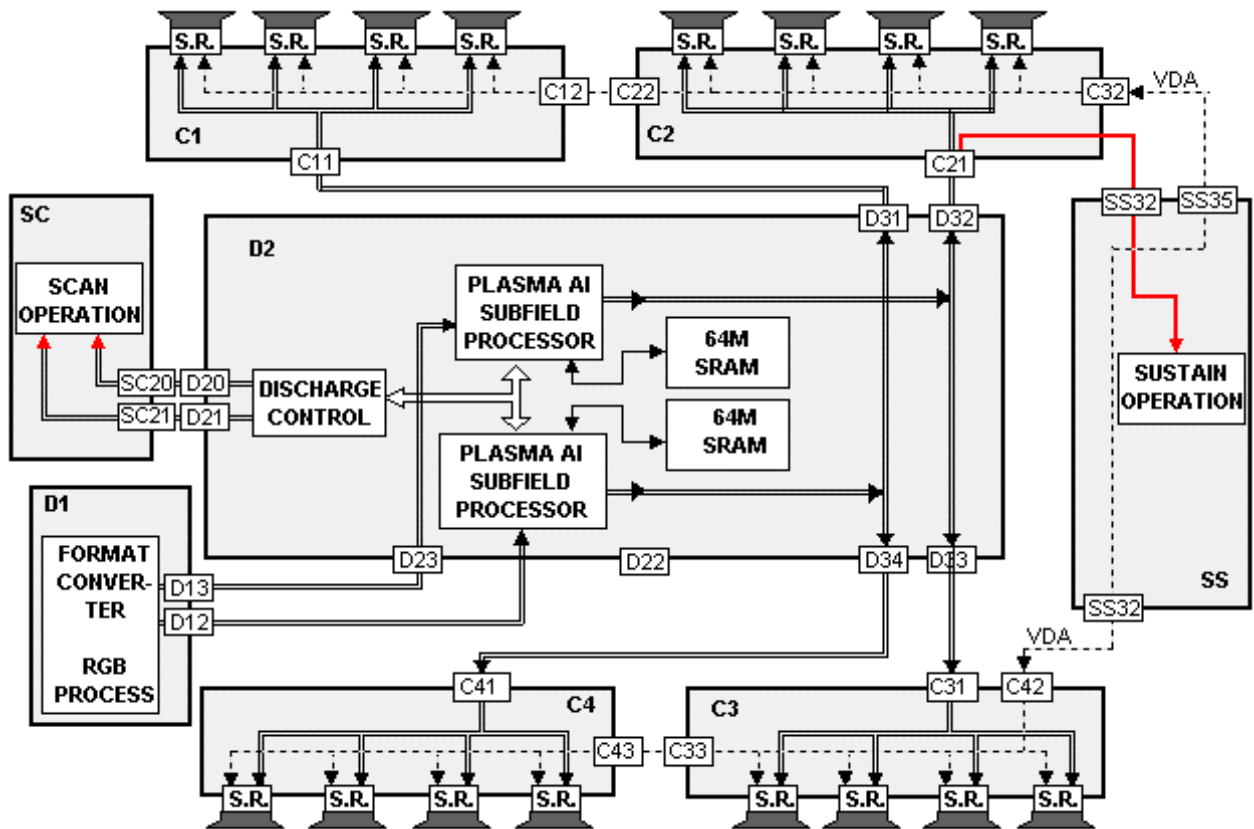 S.R. S.R. S.R. S.R. S.R. S.R. S.R. S.R.
C12 C22 C32 VDA
C1 C2
C11 C21
SC SS32 SS35
D31 D32
D2
SCAN
OPERATION
PLASMA AI
SUBFIELD
PROCESSOR
64M
SRAM
SUSTAIN
OPERATION
SC20 D20
SC21 D21
DISCHARGE
CONTROL
64M
SRAM
PLASMA AI
SUBFIELD
PROCESSOR
D1
FORMAT
CONVER-
TER
RGB
PROCESS
D13
D12
D23 D22 D34 D33
SS
SS32
VDA
C41 C31 C42
C4 C3
C43 C33
S.R. S.R. S.R. S.R. S.R. S.R. S.R. S.R.